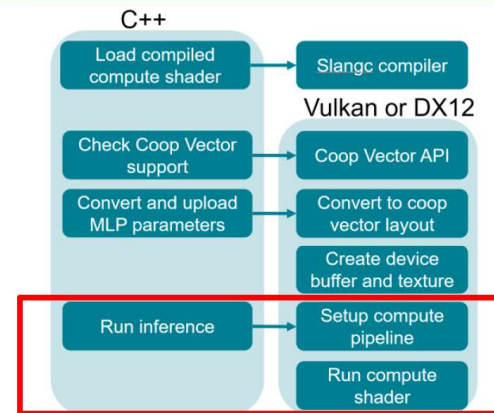 C++
Load compiled
compute shader
Slangc compiler
Vulkan or DX12
Check Coop Vector
support
Coop Vector API
Convert and upload
MLP parameters
Convert to coop
vector layout
Create device
buffer and texture
Run inference
Setup compute
pipeline
Run compute
shader